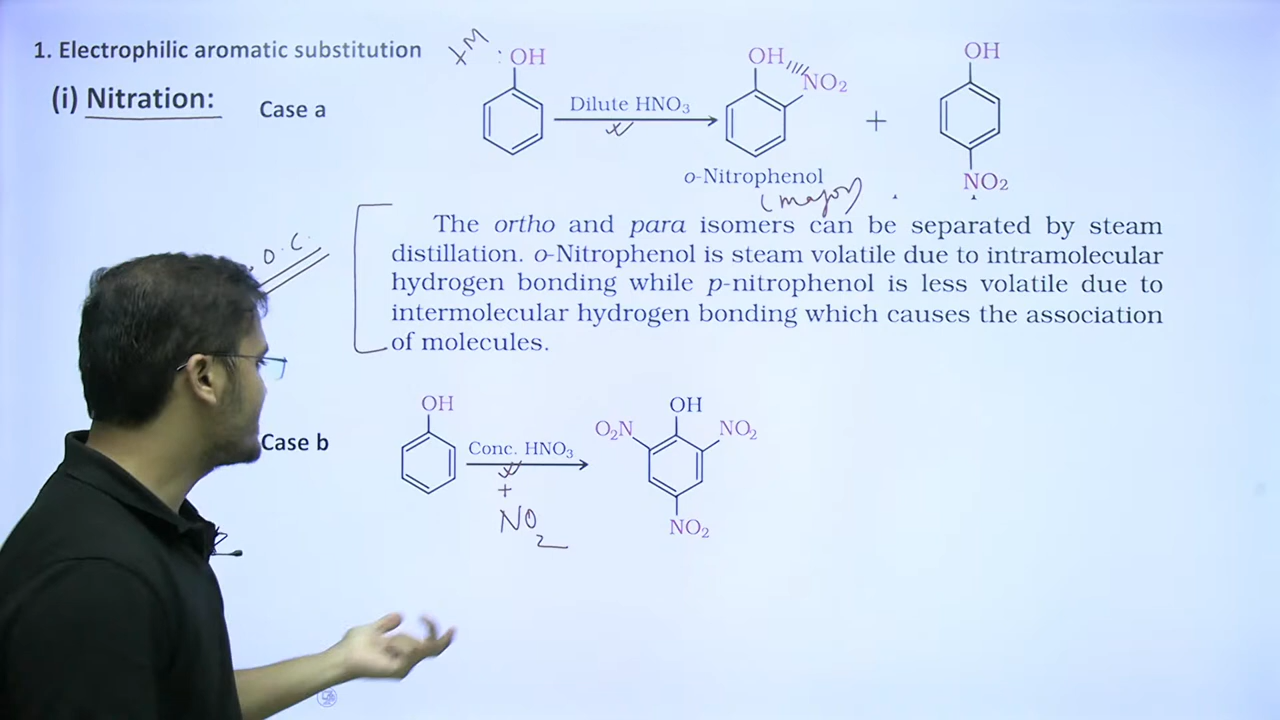 1. Electrophilic aromatic substitution
(i) Nitration:
Case a
+M
: OH
Dilute HNO3
OH
NO2
+
OH
NO2
o-Nitrophenol
(major)
O.C.
The ortho and para isomers can be separated by steam
distillation. o-Nitrophenol is steam volatile due to intramolecular
hydrogen bonding while p-nitrophenol is less volatile due to
intermolecular hydrogen bonding which causes the association
of molecules.
Case b
OH
Conc. HNO3
+
NO2
OH
O2N
NO2
NO2